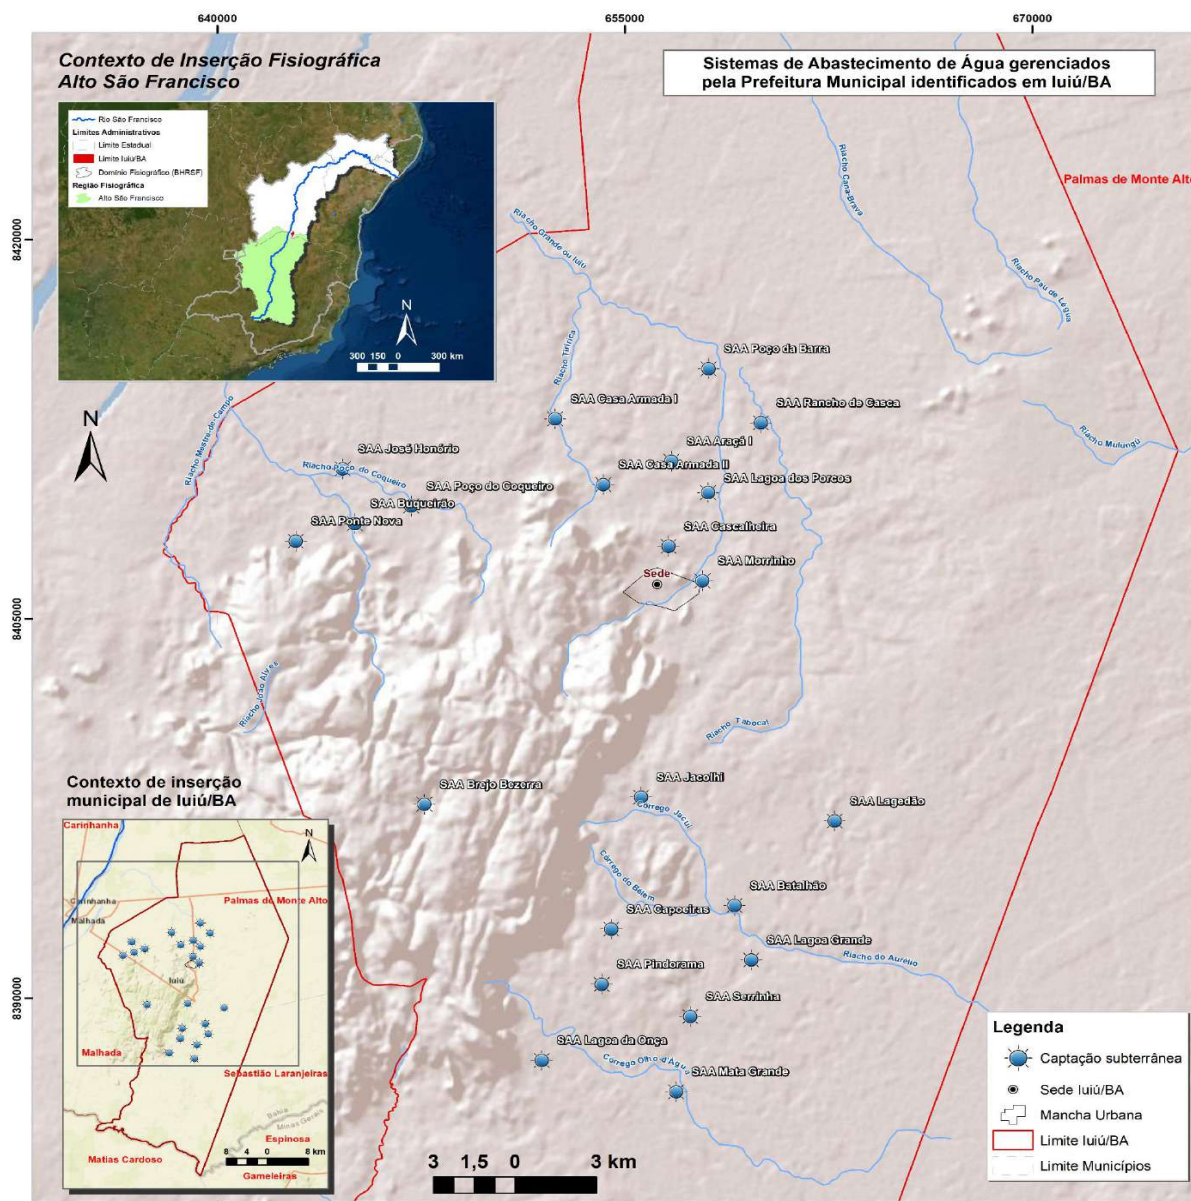 640000
655000
670000
Contexto de Inserção Fisiográfica
Alto São Francisco
Sistemas de Abastecimento de Água gerenciados
pela Prefeitura Municipal identificados em Iuiú/BA
Rio São Francisco
Limites Administrativos
Limite Estadual
Limite Iuiú/BA
Domínio Fisiográfico (BHRSF)
Região Fisiográfica
Alto São Francisco
N
300 150 0 300 km
8420000
8405000
8390000
N
Palmas de Monte Alto
Riacho Cana-Brava
Riacho Pau de Légua
Riacho Grande ou Iuiú
Riacho Tiririca
Riacho Mulungú
Riacho Mestre-de-Campo
Riacho Poço do Coqueiro
Riacho João Alves
Riacho Tabocal
SAA Poço da Barra
SAA Casa Armada I
SAA Rancho de Casca
SAA Araçá I
SAA José Honório
SAA Casa Armada II
SAA Lagoa dos Porcos
SAA Poço do Coqueiro
SAA Buqueirão
SAA Ponte Nova
SAA Cascalheira
SAA Morrinho
Sede
SAA Brejo Bezerra
SAA Jacolhi
Córrego Jacuí
SAA Lagedão
Córrego do Belém
SAA Batalhão
SAA Capoeiras
SAA Lagoa Grande
Riacho do Aurélio
SAA Pindorama
SAA Serrinha
SAA Lagoa da Onça
Córrego Olho d'Água
SAA Mata Grande
Contexto de inserção
municipal de Iuiú/BA
Carinhanha
N
Palmas de Monte Alto
Carinhanha
Malhada
Iuiú
Malhada
Sebastião Laranjeiras
Bahia
Minas Gerais
Espinosa
Matias Cardoso
Gameleiras
8 4 0 8 km
3 1,5 0 3 km
Legenda
Captação subterrânea
Sede Iuiú/BA
Mancha Urbana
Limite Iuiú/BA
Limite Municípios